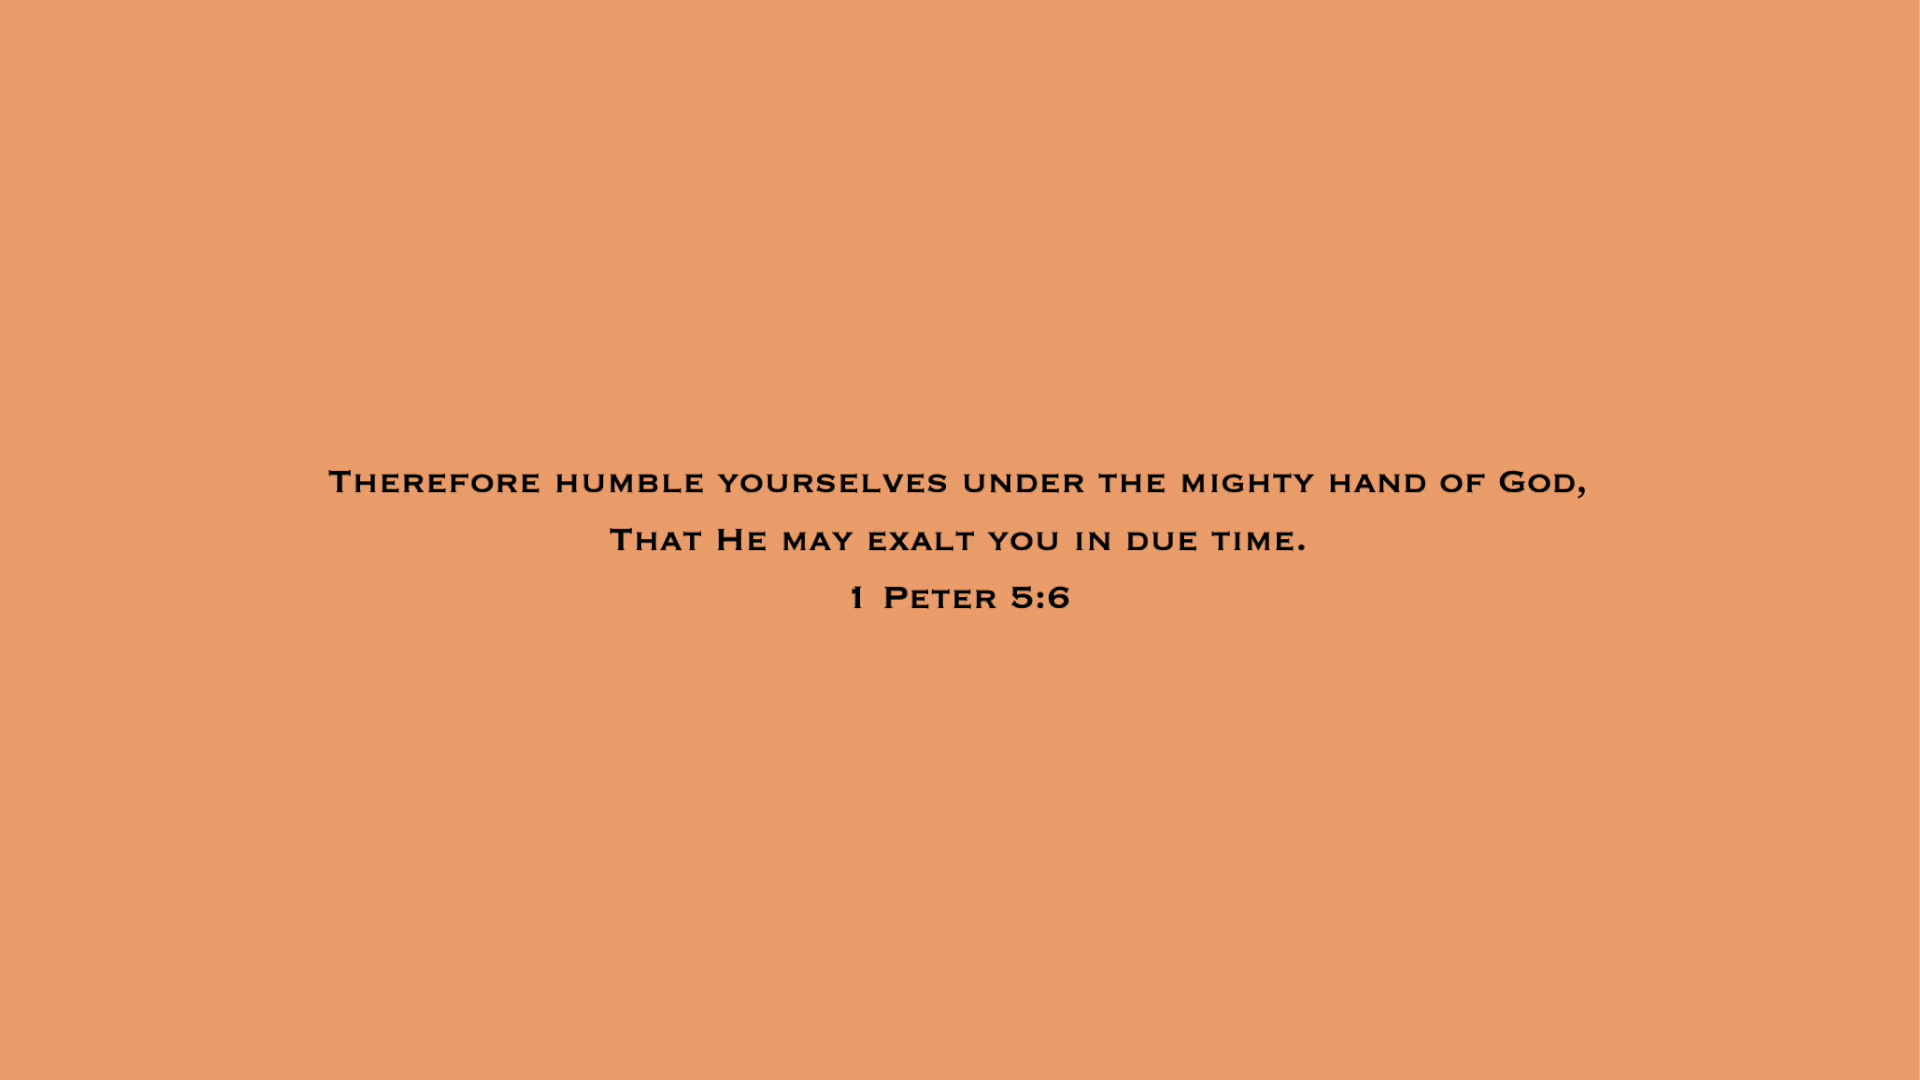 Therefore humble yourselves under the mighty hand of God,
That He may exalt you in due time.
1 Peter 5:6